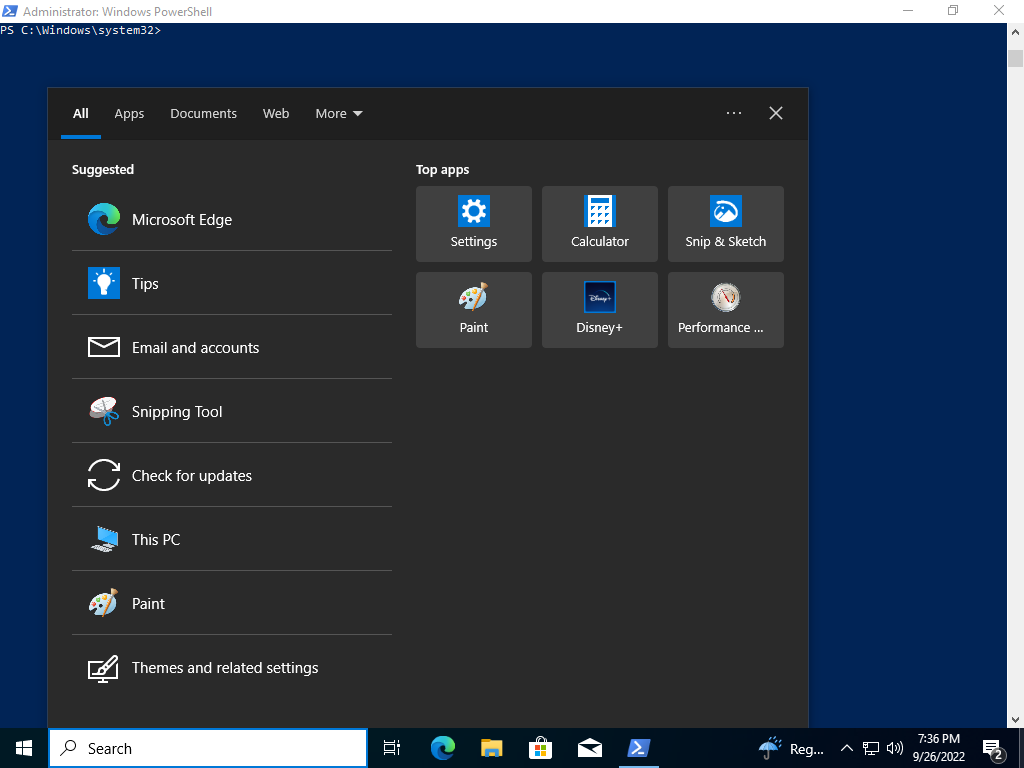 Administrator: Windows PowerShell
PS C:\Windows\system32>
All
Apps
Documents
Web
More
Suggested
Microsoft Edge
Tips
Email and accounts
Snipping Tool
Check for updates
This PC
Paint
Themes and related settings
Top apps
Settings
Calculator
Snip & Sketch
Paint
Disney+
Disney+
Performance ...
Search
Reg...
7:36 PM
9/26/2022
2